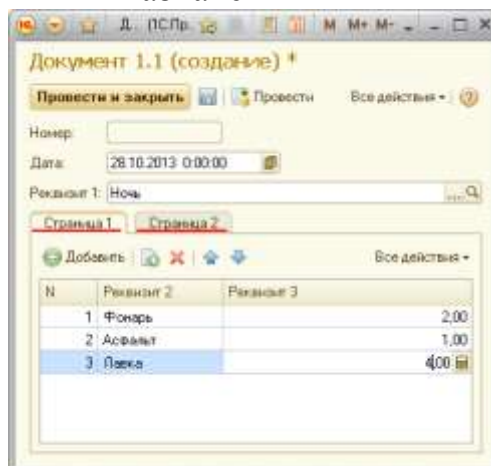 Д... (1С:Пр... M M+ M-
Документ 1.1 (создание) *
Провести и закрыть Провести Все действия
Номер:
Дата: 28.10.2013 0:00:00
Реквизит 1: Ночь ...
Страница 1 Страница 2
Добавить Все действия
N Реквизит 2 Реквизит 3
1 Фонарь 2,00
2 Асфальт 1,00
3 Лавка 4,00